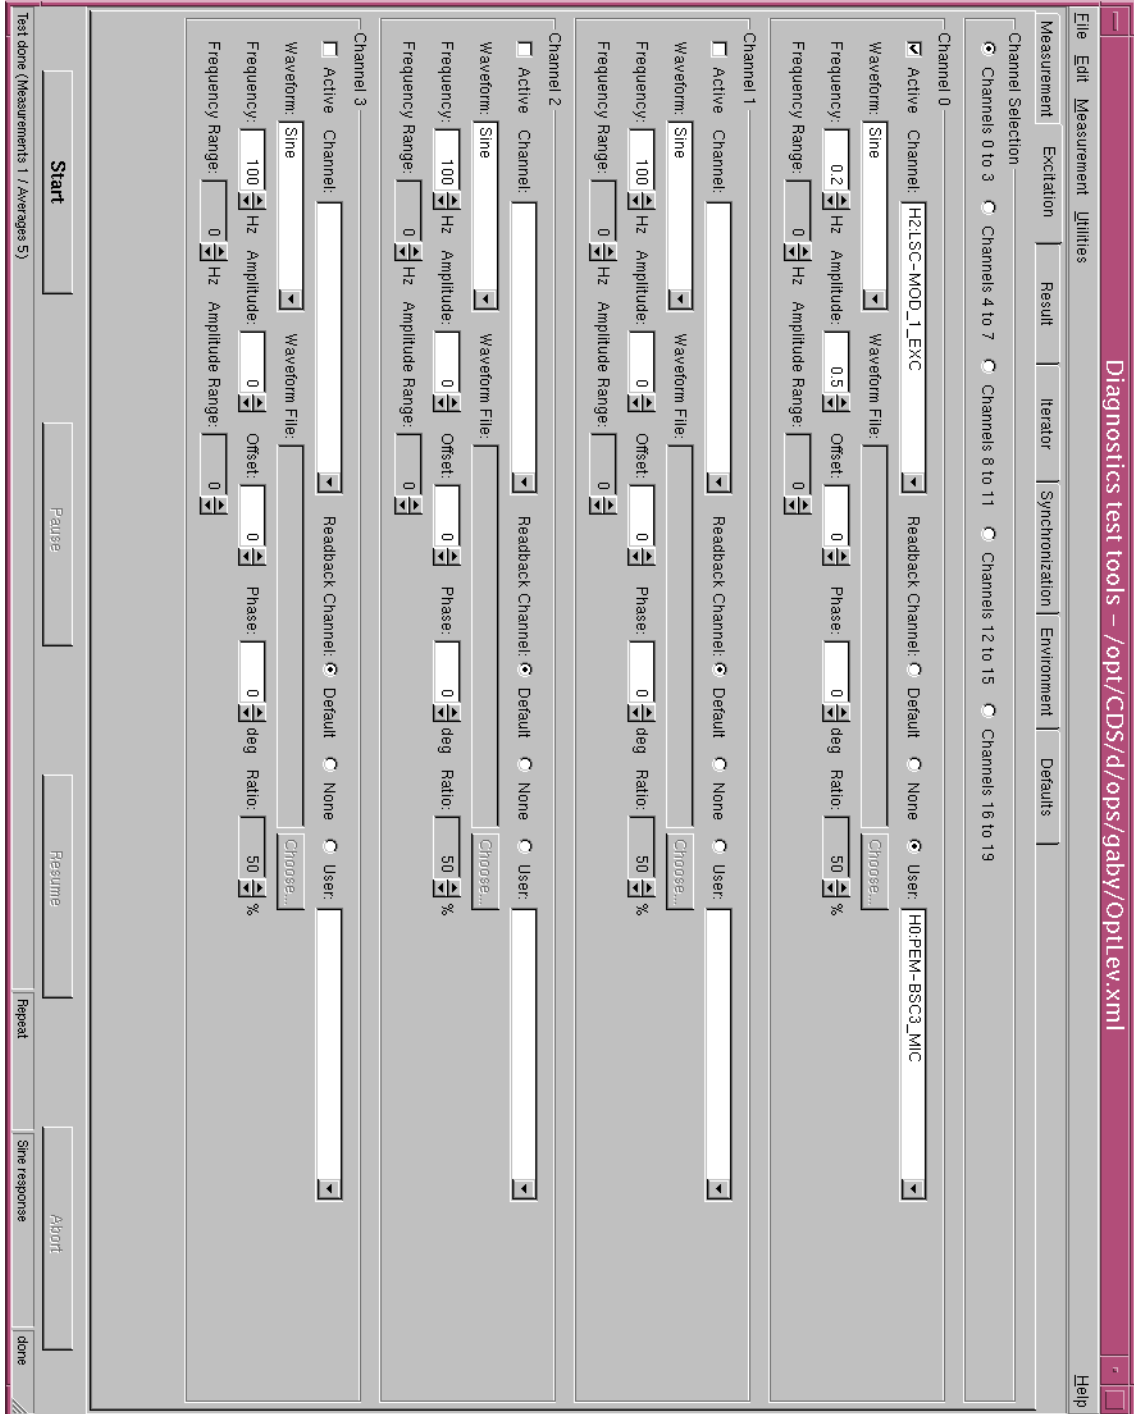 Diagnostics test tools – /opt/CDS/d/ops/gaby/OptLev.xml
File Edit Measurement Utilities Help
Measurement Excitation Result Iterator Synchronization Environment Defaults
Channel Selection
Channels 0 to 3 Channels 4 to 7 Channels 8 to 11 Channels 12 to 15 Channels 16 to 19
Channel 0
Active Channel: H2:LSC-MOD_1_EXC Readback Channel: Default None User: H0:PEM-BSC3_MIC
Waveform: Sine Waveform File: Choose...
Frequency: 0.2 Hz Amplitude: 0.5 Offset: 0 Phase: 0 deg Ratio: 50 %
Frequency Range: 0 Hz Amplitude Range: 0
Channel 1
Active Channel: Readback Channel: Default None User:
Waveform: Sine Waveform File: Choose...
Frequency: 100 Hz Amplitude: 0 Offset: 0 Phase: 0 deg Ratio: 50 %
Frequency Range: 0 Hz Amplitude Range: 0
Channel 2
Active Channel: Readback Channel: Default None User:
Waveform: Sine Waveform File: Choose...
Frequency: 100 Hz Amplitude: 0 Offset: 0 Phase: 0 deg Ratio: 50 %
Frequency Range: 0 Hz Amplitude Range: 0
Channel 3
Active Channel: Readback Channel: Default None User:
Waveform: Sine Waveform File: Choose...
Frequency: 100 Hz Amplitude: 0 Offset: 0 Phase: 0 deg Ratio: 50 %
Frequency Range: 0 Hz Amplitude Range: 0
Start Pause Resume Abort
Test done (Measurements 1 / Averages 5) Repeat Sine response done